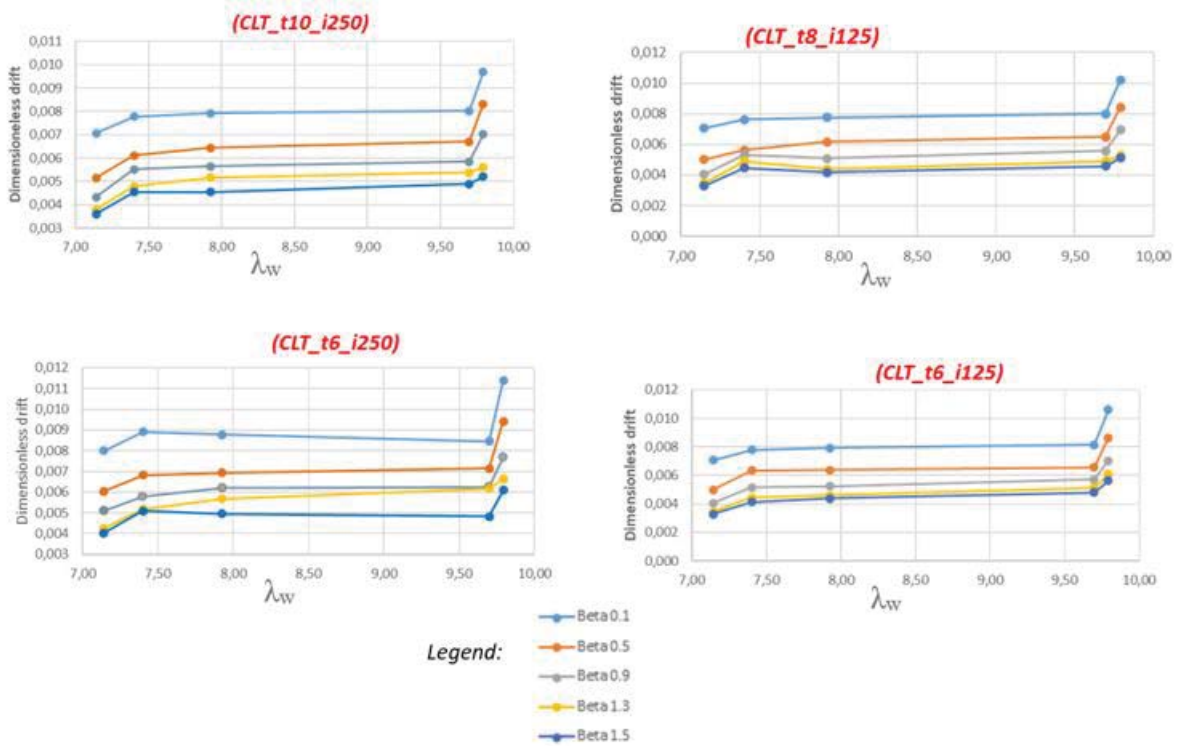 (CLT_t10_i250)
Dimensioneless drift
0,011
0,010
0,009
0,008
0,007
0,006
0,005
0,004
0,003
7,00 7,50 8,00 8,50 9,00 9,50 10,00
λw
(CLT_t8_i125)
Dimensionless drift
0,012
0,010
0,008
0,006
0,004
0,002
0,000
7,00 7,50 8,00 8,50 9,00 9,50 10,00
λw
(CLT_t6_i250)
Dimensionless drift
0,012
0,011
0,010
0,009
0,008
0,007
0,006
0,005
0,004
0,003
7,00 7,50 8,00 8,50 9,00 9,50 10,00
λw
(CLT_t6_i125)
Dimensionless drift
0,012
0,010
0,008
0,006
0,004
0,002
0,000
7,00 7,50 8,00 8,50 9,00 9,50 10,00
λw
Legend:
Beta 0.1
Beta 0.5
Beta 0.9
Beta 1.3
Beta 1.5